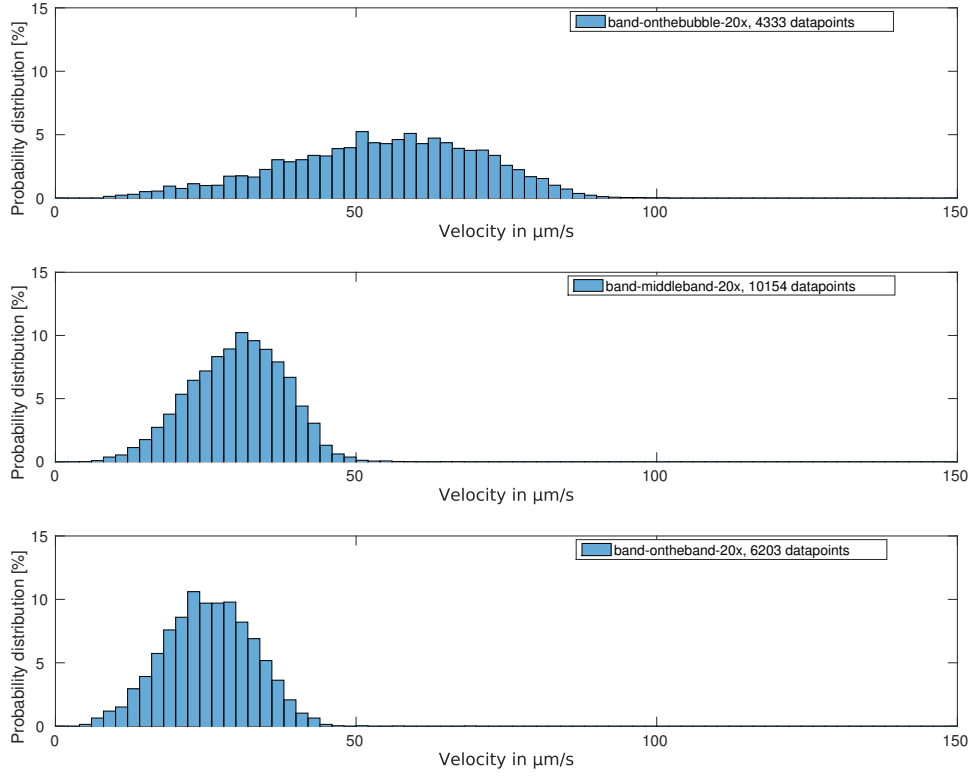 15
10
5
0
Probability distribution [%]
band-onthebubble-20x, 4333 datapoints
0 50 100 150
Velocity in μm/s
15
10
5
0
Probability distribution [%]
band-middleband-20x, 10154 datapoints
0 50 100 150
Velocity in μm/s
15
10
5
0
Probability distribution [%]
band-ontheband-20x, 6203 datapoints
0 50 100 150
Velocity in μm/s